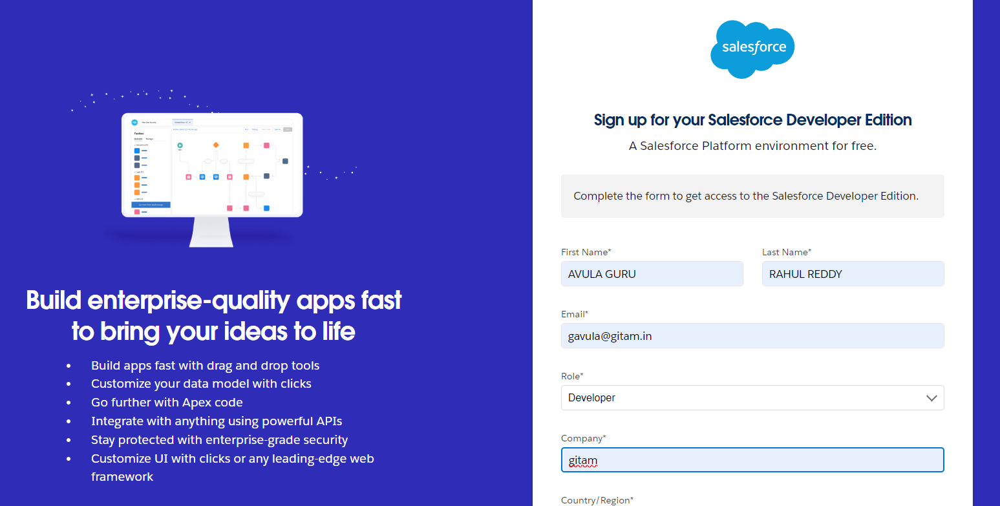 salesforce
Sign up for your Salesforce Developer Edition
A Salesforce Platform environment for free.
Complete the form to get access to the Salesforce Developer Edition.
First Name*
Last Name*
AVULA GURU
RAHUL REDDY
Email*
gavula@gitam.in
Role*
Developer
Company*
gitam
Country/Region*
Toolbox
Build enterprise-quality apps fast
to bring your ideas to life
• Build apps fast with drag and drop tools
• Customize your data model with clicks
• Go further with Apex code
• Integrate with anything using powerful APIs
• Stay protected with enterprise-grade security
• Customize UI with clicks or any leading-edge web
framework